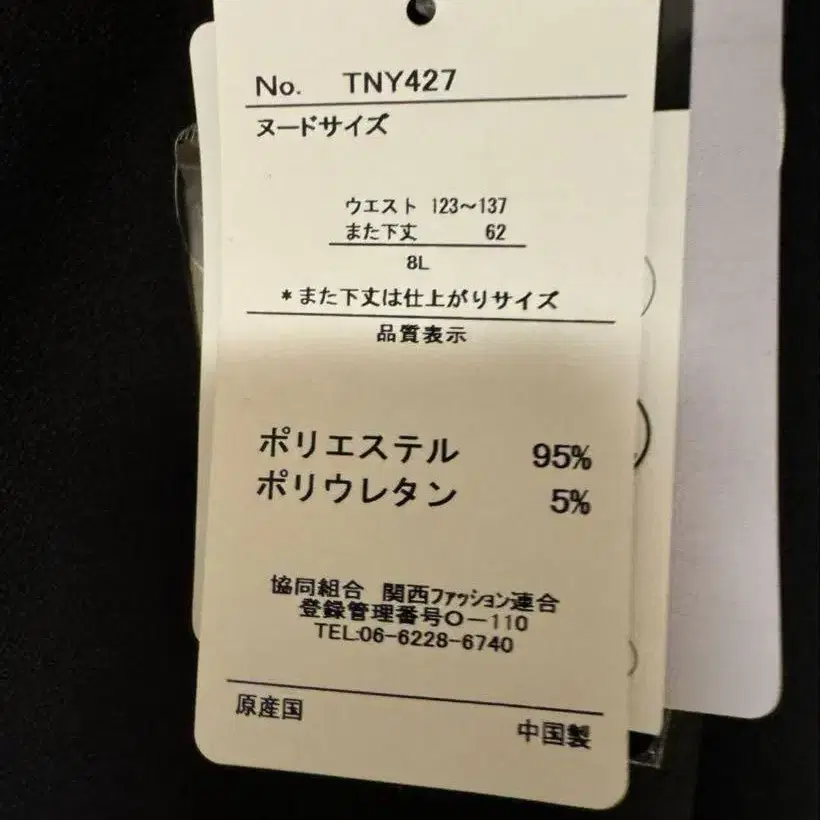 No. TNY427
ヌードサイズ
ウエスト 123～137
また下丈 62
8L
*また下丈は仕上がりサイズ
品質表示
ポリエステル 95%
ポリウレタン 5%
協同組合 関西ファッション連合
登録管理番号O-110
TEL:06-6228-6740
原産国
中国製